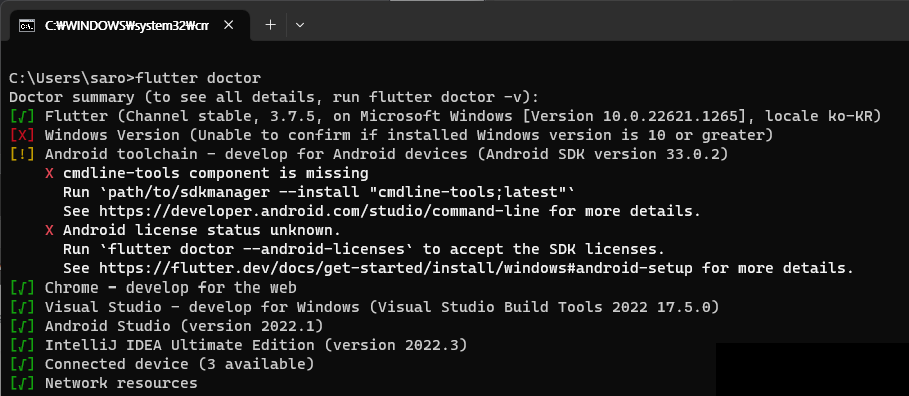 C:\WINDOWS\system32\cm
C:\Users\saro>flutter doctor
Doctor summary (to see all details, run flutter doctor -v):
[√] Flutter (Channel stable, 3.7.5, on Microsoft Windows [Version 10.0.22621.1265], locale ko-KR)
[X] Windows Version (Unable to confirm if installed Windows version is 10 or greater)
[!] Android toolchain - develop for Android devices (Android SDK version 33.0.2)
X cmdline-tools component is missing
Run `path/to/sdkmanager --install "cmdline-tools;latest"`
See https://developer.android.com/studio/command-line for more details.
X Android license status unknown.
Run `flutter doctor --android-licenses` to accept the SDK licenses.
See https://flutter.dev/docs/get-started/install/windows#android-setup for more details.
[√] Chrome - develop for the web
[√] Visual Studio - develop for Windows (Visual Studio Build Tools 2022 17.5.0)
[√] Android Studio (version 2022.1)
[√] IntelliJ IDEA Ultimate Edition (version 2022.3)
[√] Connected device (3 available)
[√] Network resources